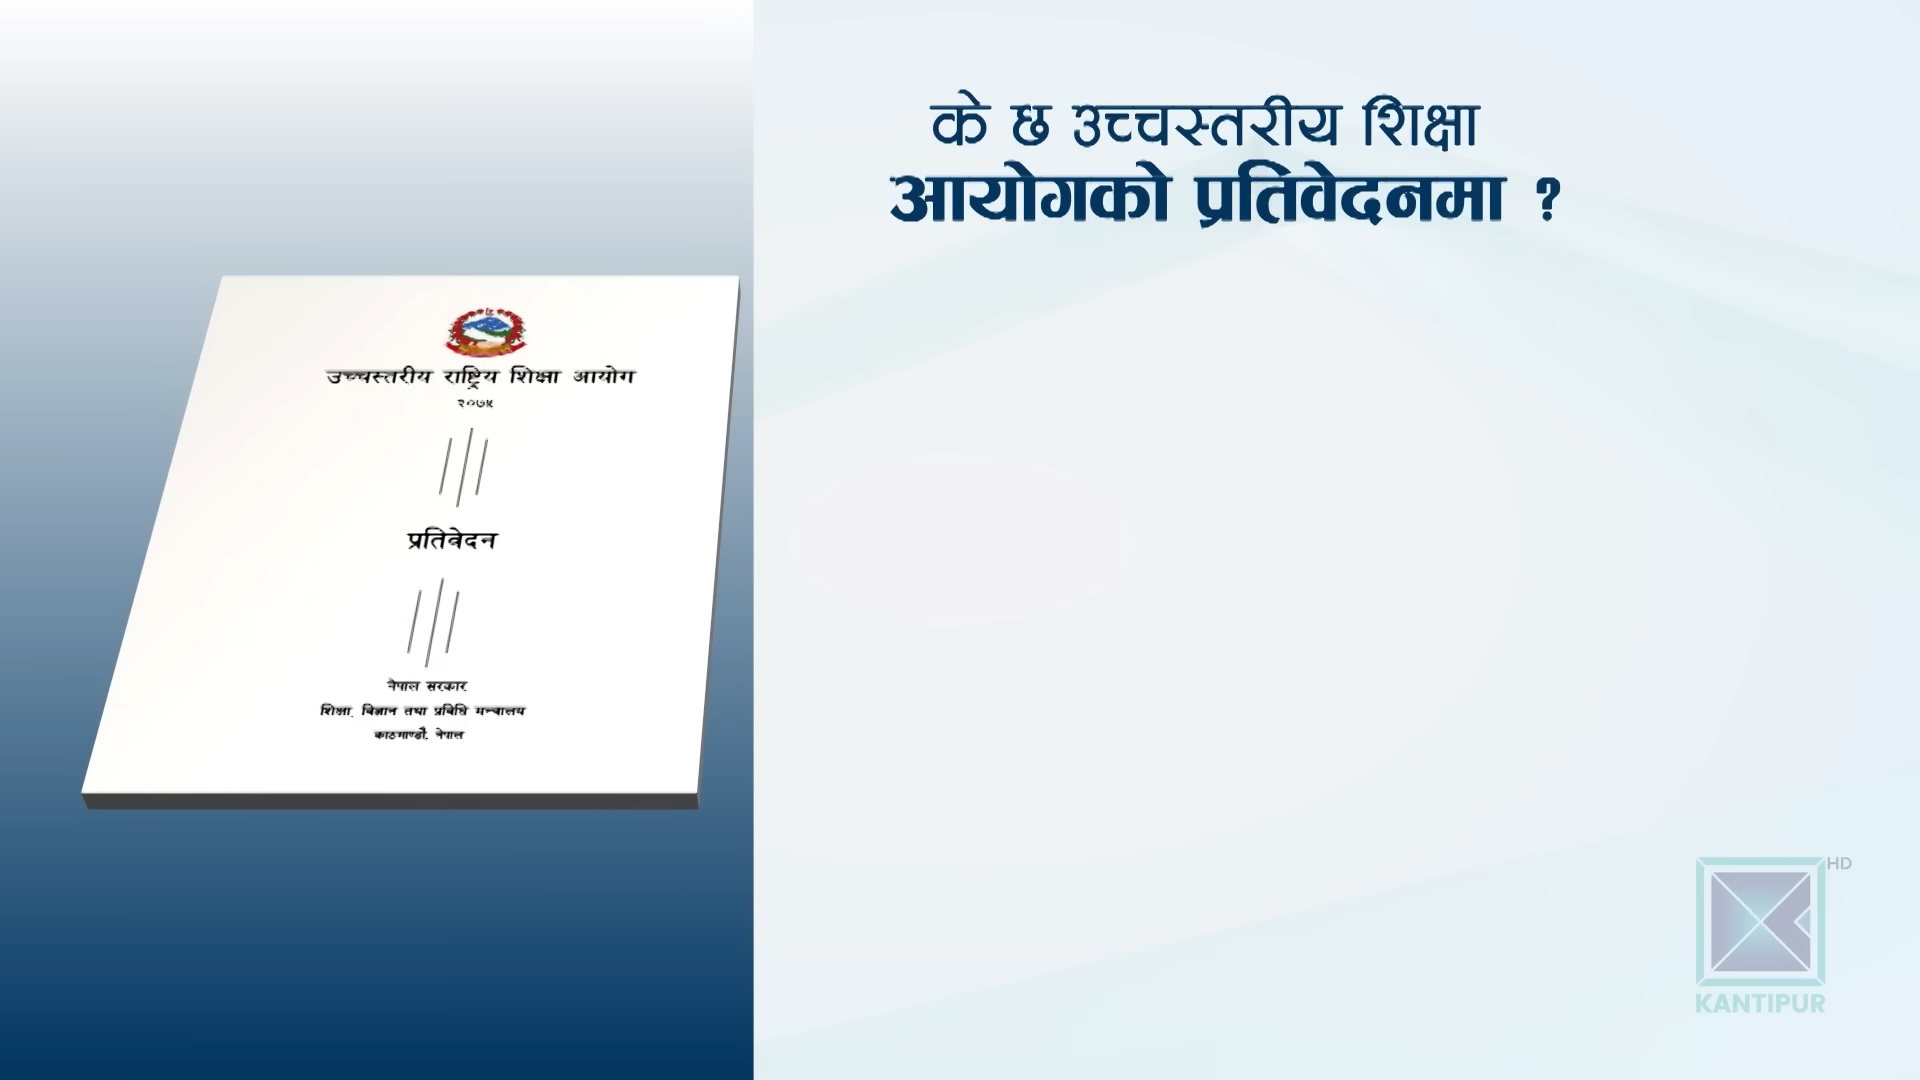 के छ उच्चस्तरीय शिक्षा
आयोगको प्रतिवेदनमा ?
उच्चस्तरीय राष्ट्रिय शिक्षा आयोग
२०७५
प्रतिवेदन
नेपाल सरकार
शिक्षा, विज्ञान तथा प्रविधि मन्त्रालय
काठमाण्डौ, नेपाल
HD
KANTIPUR